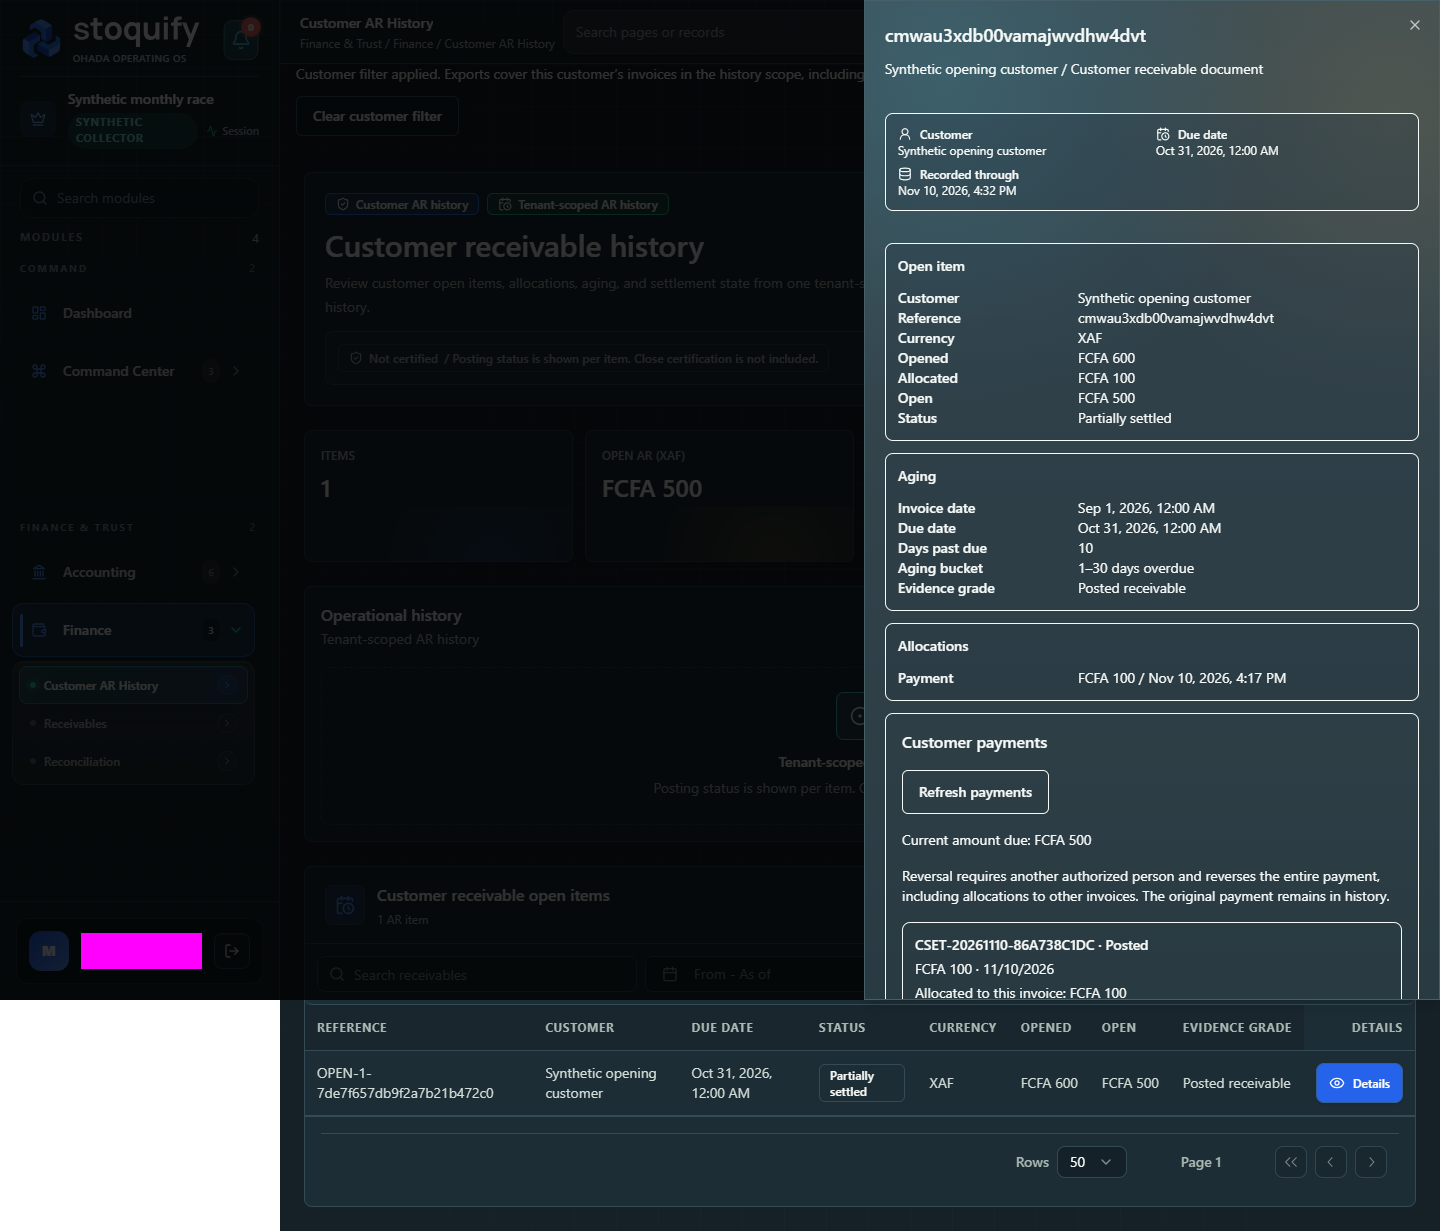 stoquify
OHADA OPERATING OS
0
Synthetic monthly race
SYNTHETIC COLLECTOR
Session
Search modules
MODULES
4
COMMAND
2
Dashboard
Command Center
3
FINANCE & TRUST
2
Accounting
6
Finance
3
Customer AR History
Receivables
Reconciliation
M
Customer AR History
Finance & Trust / Finance / Customer AR History
Search pages or records
Customer filter applied. Exports cover this customer's invoices in the history scope, including
Clear customer filter
Customer AR history
Tenant-scoped AR history
Customer receivable history
Review customer open items, allocations, aging, and settlement state from one tenant-s
history.
Not certified / Posting status is shown per item. Close certification is not included.
ITEMS
1
OPEN AR (XAF)
FCFA 500
Operational history
Tenant-scoped AR history
Tenant-scope
Posting status is shown per item. C
Customer receivable open items
1 AR item
Search receivables
From - As of
REFERENCE CUSTOMER DUE DATE STATUS CURRENCY OPENED OPEN EVIDENCE GRADE DETAILS
OPEN-1-
7de7f657db9f2a7b21b472c0
Synthetic opening
customer
Oct 31, 2026,
12:00 AM
Partially
settled
XAF
FCFA 600
FCFA 500
Posted receivable
Details
Rows 50
Page 1
cmwau3xdb00vamajwvdhw4dvt
Synthetic opening customer / Customer receivable document
Customer
Synthetic opening customer
Due date
Oct 31, 2026, 12:00 AM
Recorded through
Nov 10, 2026, 4:32 PM
Open item
Customer Synthetic opening customer
Reference cmwau3xdb00vamajwvdhw4dvt
Currency XAF
Opened FCFA 600
Allocated FCFA 100
Open FCFA 500
Status Partially settled
Aging
Invoice date Sep 1, 2026, 12:00 AM
Due date Oct 31, 2026, 12:00 AM
Days past due 10
Aging bucket 1–30 days overdue
Evidence grade Posted receivable
Allocations
Payment FCFA 100 / Nov 10, 2026, 4:17 PM
Customer payments
Refresh payments
Current amount due: FCFA 500
Reversal requires another authorized person and reverses the entire payment,
including allocations to other invoices. The original payment remains in history.
CSET-20261110-86A738C1DC · Posted
FCFA 100 · 11/10/2026
Allocated to this invoice: FCFA 100